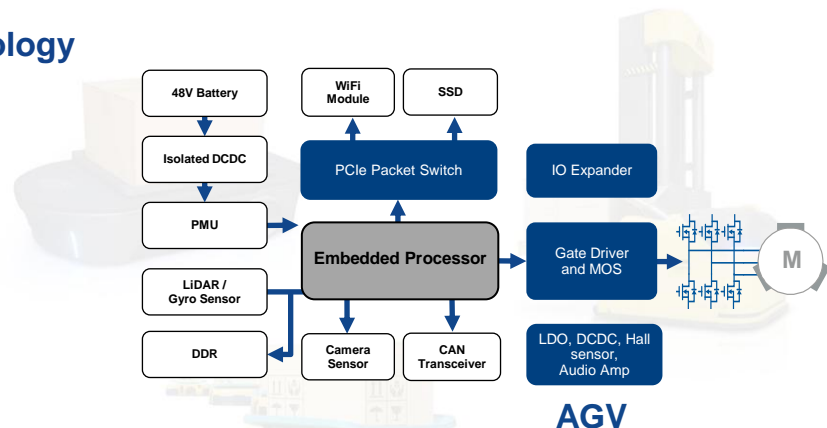 ology
48V Battery
WiFi
Module
SSD
Isolated DCDC
PCIe Packet Switch
IO Expander
PMU
Embedded Processor
Gate Driver
and MOS
M
LiDAR /
Gyro Sensor
DDR
Camera
Sensor
CAN
Transceiver
LDO, DCDC, Hall
sensor,
Audio Amp
AGV